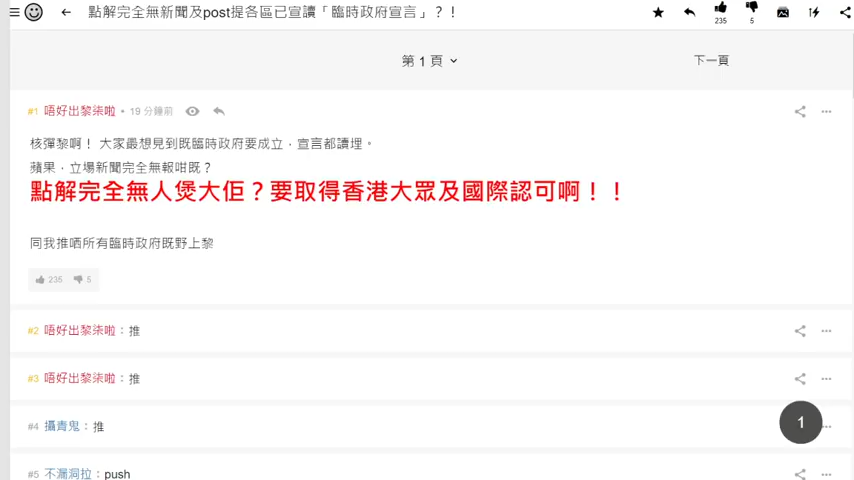 點解完全無新聞及post提各區已宣讀「臨時政府宣言」？！
235
5
第 1 頁
下一頁
#1 唔好出黎柒啦 • 19 分鐘前
核彈黎啊！ 大家最想見到既臨時政府要成立，宣言都讀埋。
蘋果，立場新聞完全無報咁既？
點解完全無人煲大佢？要取得香港大眾及國際認可啊！！
同我推哂所有臨時政府既野上黎
235 5
#2 唔好出黎柒啦：推
#3 唔好出黎柒啦：推
#4 攝青鬼：推
1
#5 不漏洞拉：push